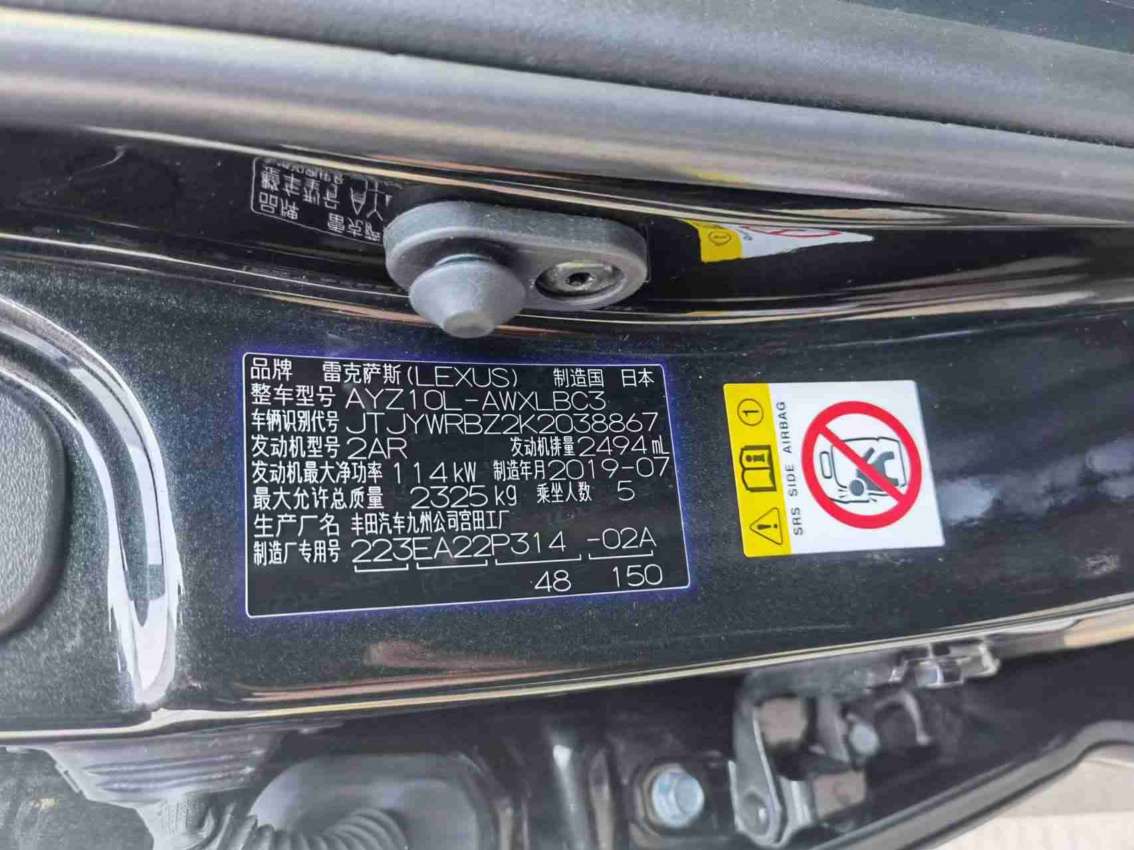 品牌 雷克萨斯(LEXUS) 制造国 日本
整车型号 AYZ10L-AWXLBC3
车辆识别代号 JTJYWRBZ2K2038867
发动机型号 2AR 发动机排量 2494mL
发动机最大净功率 114kW 制造年月 2019-07
最大允许总质量 2325kg 乘坐人数 5
生产厂名 丰田汽车九州公司宫田工厂
制造厂专用号 223EA22P314 -02A
48 150
SRS SIDE AIRBAG